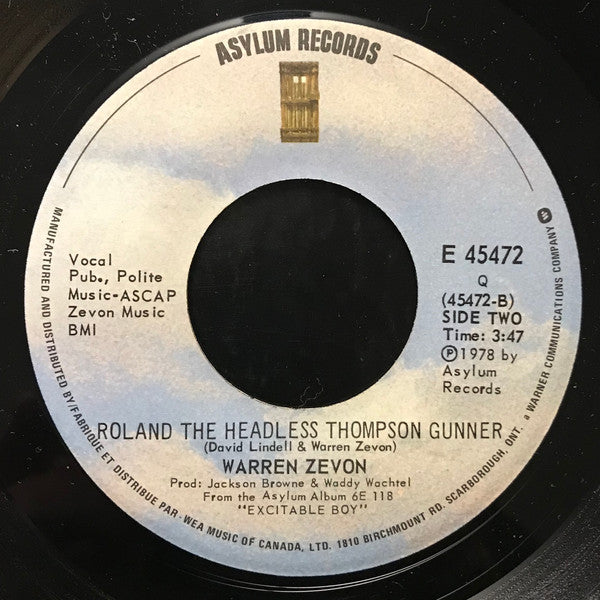 ASYLUM RECORDS
Vocal
Pub., Polite
Music-ASCAP
Zevon Music
BMI
E 45472
Q
(45472-B)
SIDE TWO
Time: 3:47
Ⓟ1978 by
Asylum
Records
ROLAND THE HEADLESS THOMPSON GUNNER
(David Lindell & Warren Zevon)
WARREN ZEVON
Prod: Jackson Browne & Waddy Wachtel
From the Asylum Album 6E 118
"EXCITABLE BOY"
MANUFACTURED AND DISTRIBUTED BY/FABRIQUE ET DISTRIBUE PAR-WEA MUSIC OF CANADA, LTD. 1810 BIRCHMOUNT RD. SCARBOROUGH, ONT. a WARNER COMMUNICATIONS COMPANY